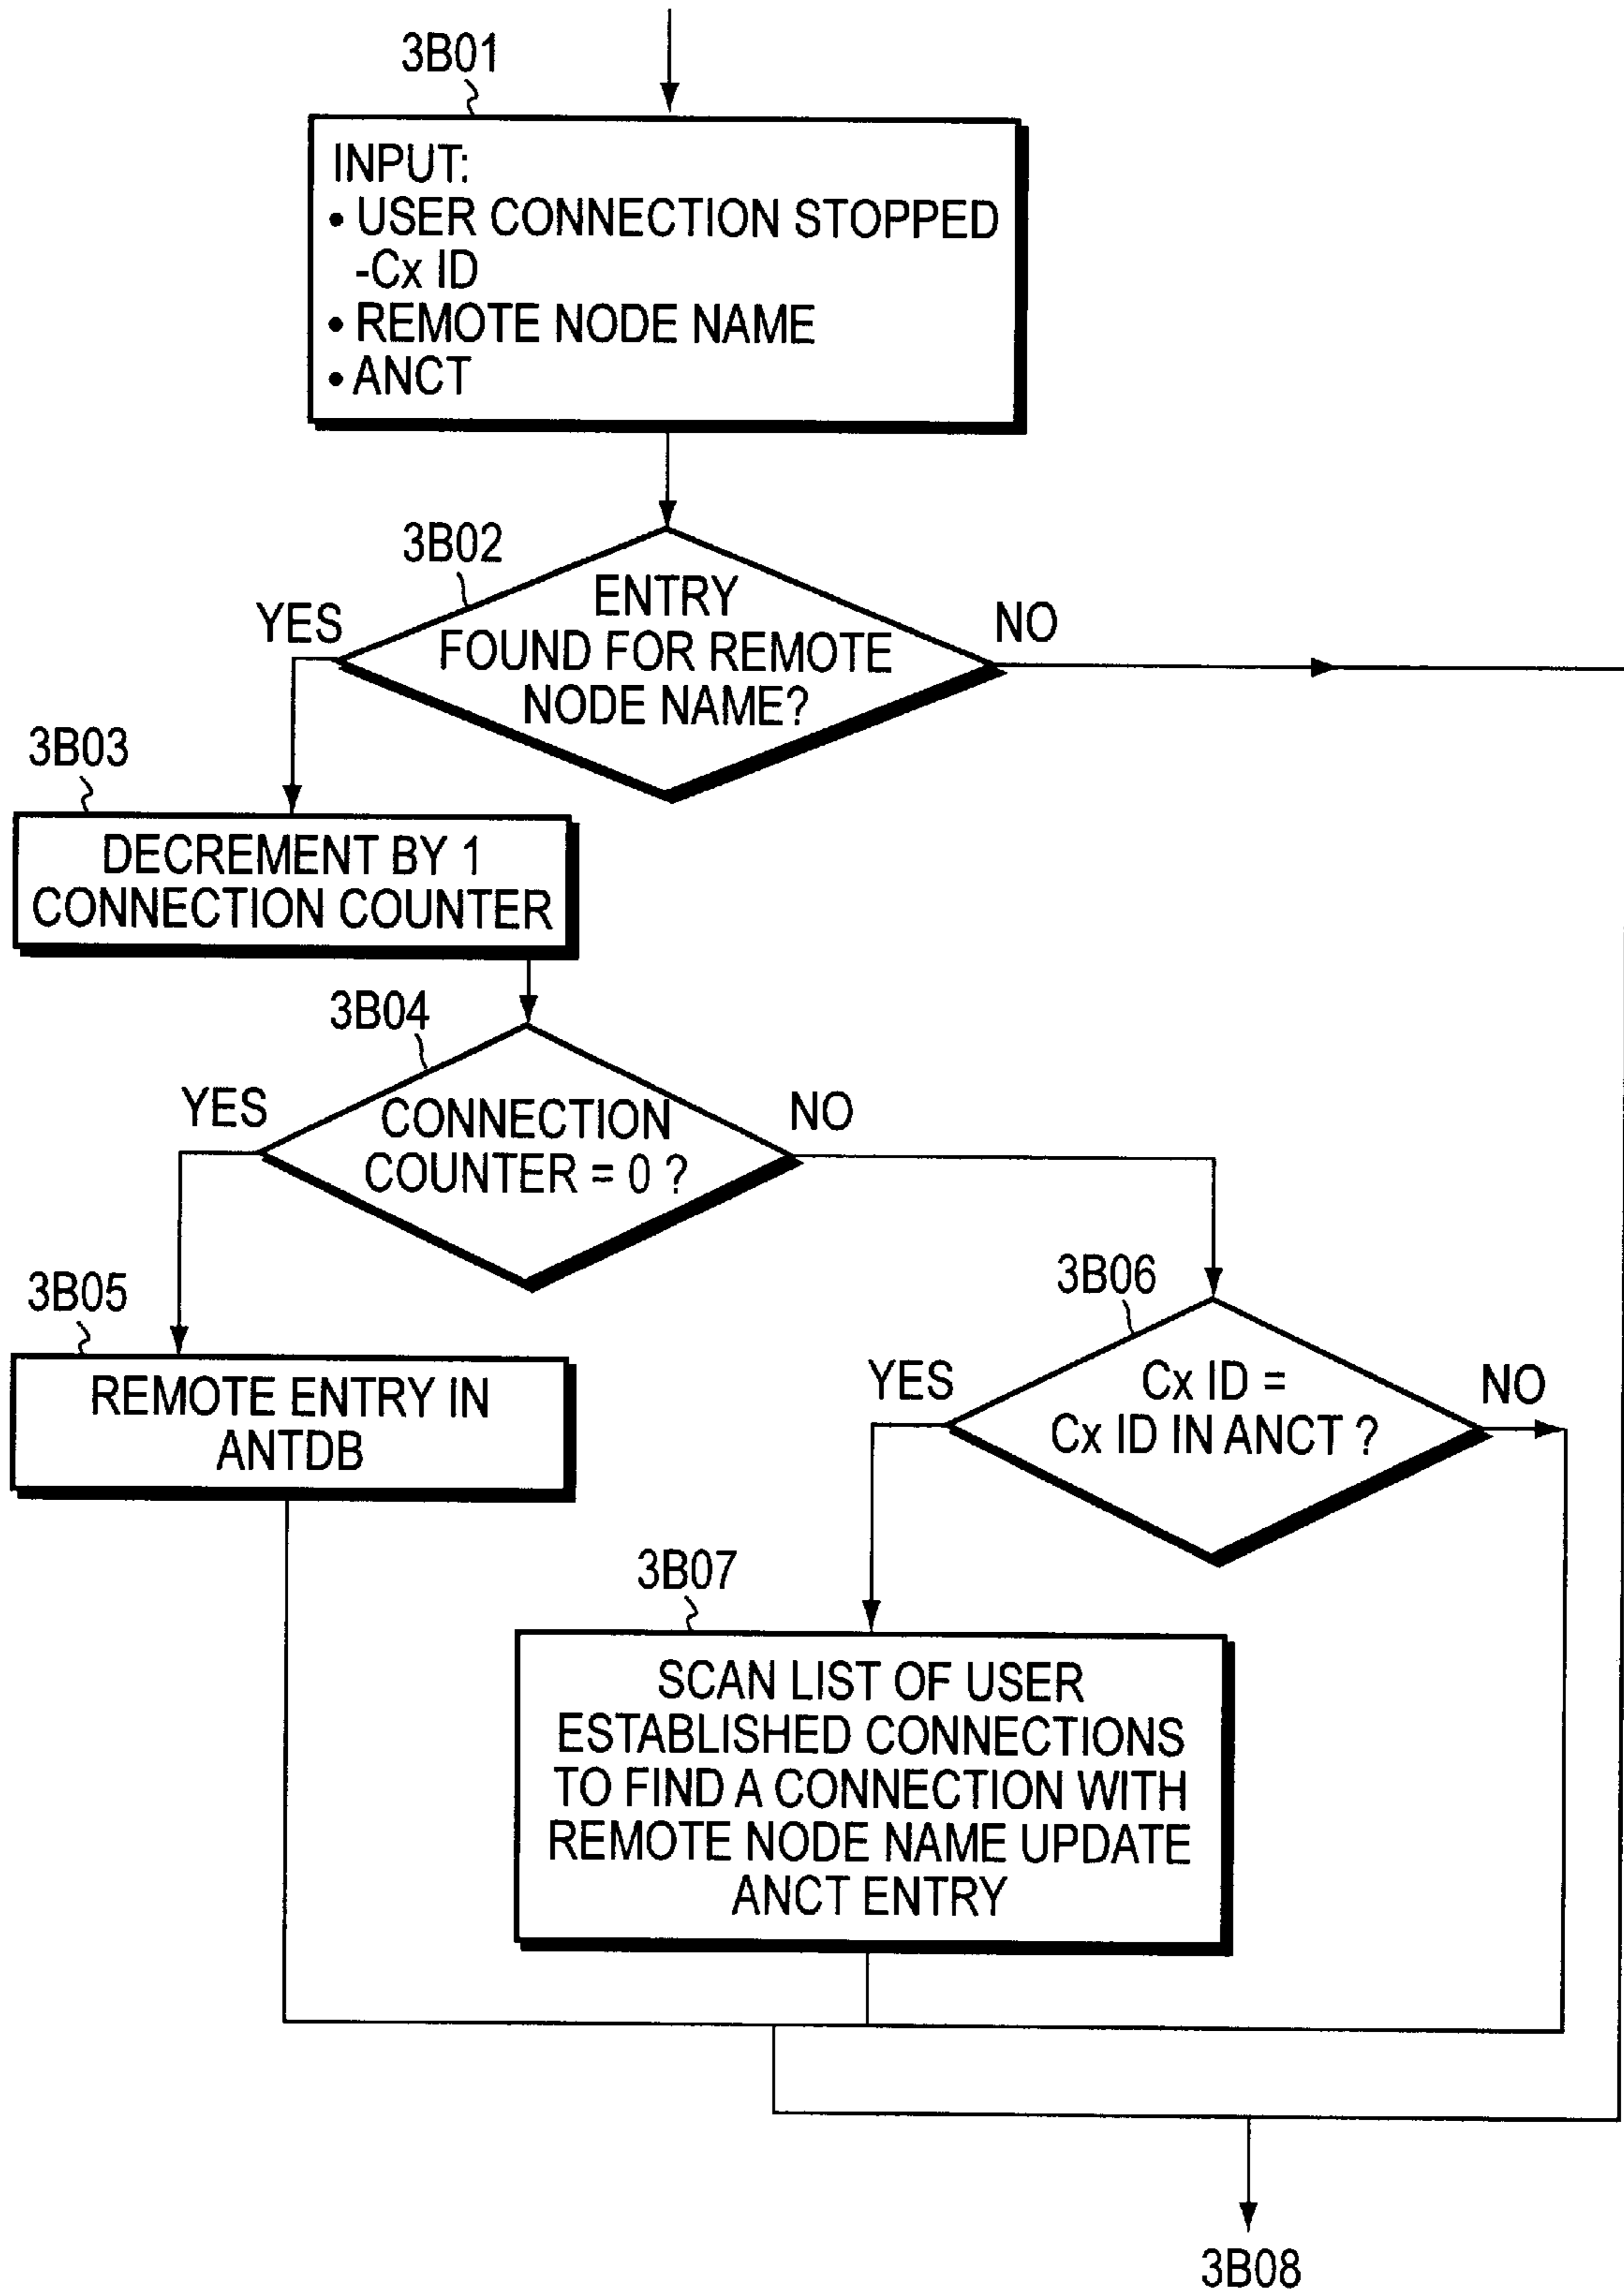 3B01
INPUT:
• USER CONNECTION STOPPED
-Cx ID
• REMOTE NODE NAME
• ANCT
3B02
YES
ENTRY
FOUND FOR REMOTE
NODE NAME?
NO
3B03
DECREMENT BY 1
CONNECTION COUNTER
3B04
YES
CONNECTION
COUNTER = 0 ?
NO
3B05
REMOTE ENTRY IN
ANTDB
3B06
YES
Cx ID =
Cx ID IN ANCT ?
NO
3B07
SCAN LIST OF USER
ESTABLISHED CONNECTIONS
TO FIND A CONNECTION WITH
REMOTE NODE NAME UPDATE
ANCT ENTRY
3B08